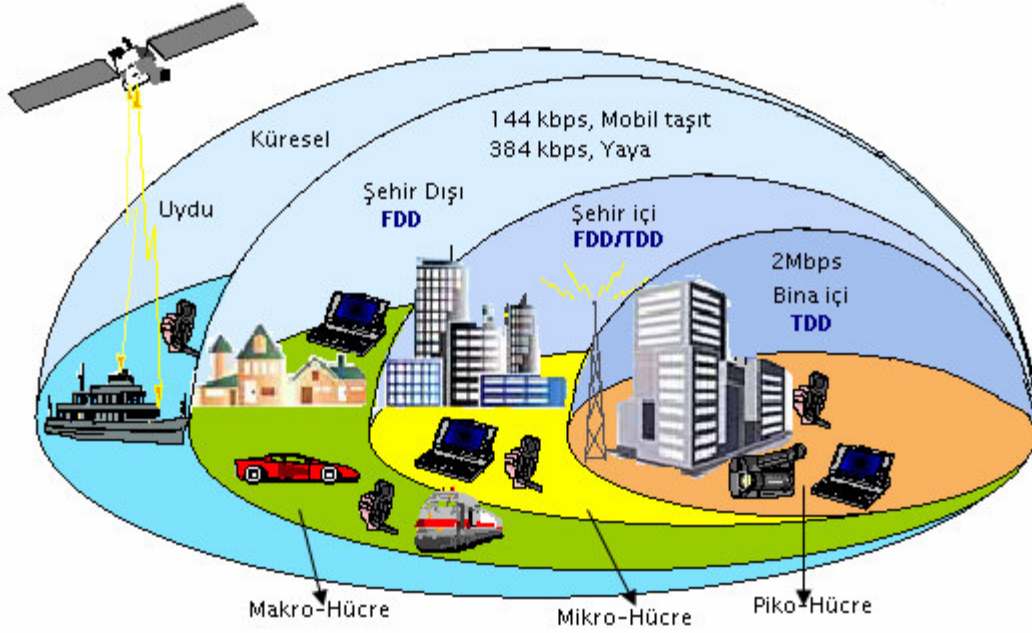 Küresel
144 kbps, Mobil taşıt
384 kbps, Yaya
Uydu
Şehir Dışı
FDD
Şehir içi
FDD/TDD
2Mbps
Bina içi
TDD
Makro-Hücre
Mikro-Hücre
Piko-Hücre